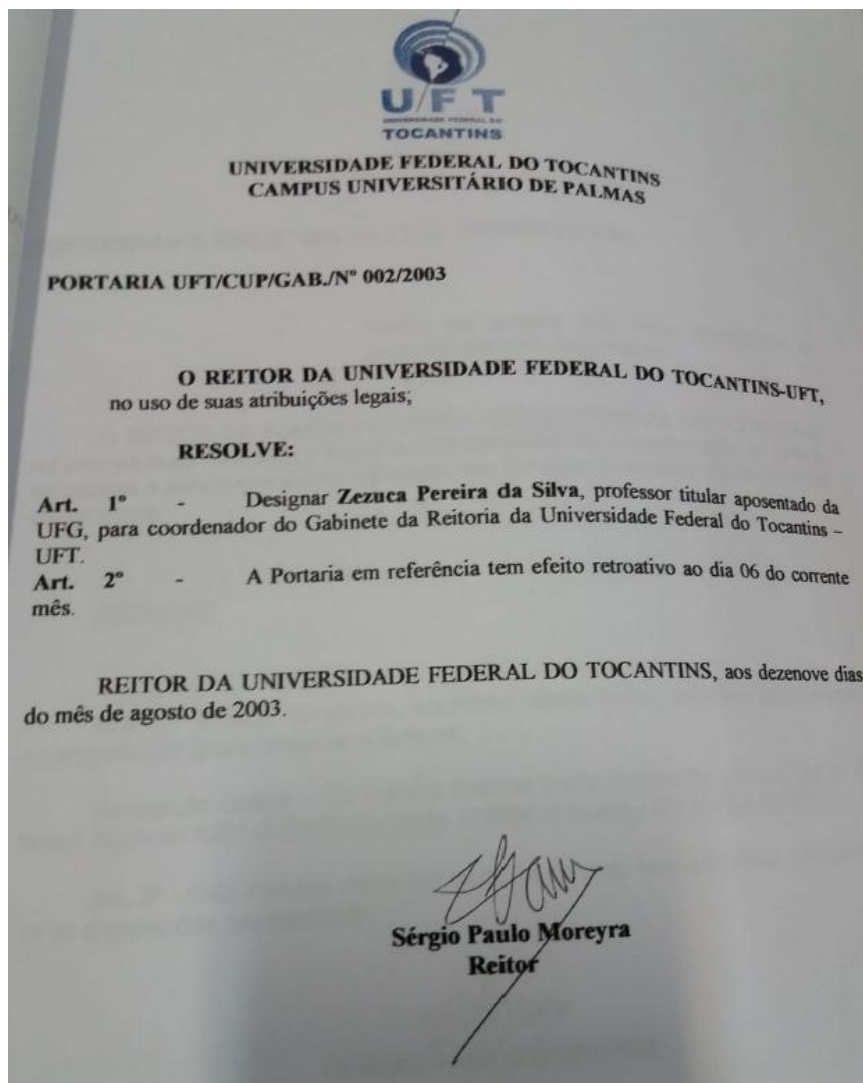 UFT
UNIVERSIDADE FEDERAL DO
TOCANTINS
UNIVERSIDADE FEDERAL DO TOCANTINS
CAMPUS UNIVERSITÁRIO DE PALMAS
PORTARIA UFT/CUP/GAB./Nº 002/2003
O REITOR DA UNIVERSIDADE FEDERAL DO TOCANTINS-UFT,
no uso de suas atribuições legais;
RESOLVE:
Art. 1º - Designar Zezuca Pereira da Silva, professor titular aposentado da
UFG, para coordenador do Gabinete da Reitoria da Universidade Federal do Tocantins –
UFT.
Art. 2º - A Portaria em referência tem efeito retroativo ao dia 06 do corrente
mês.
REITOR DA UNIVERSIDADE FEDERAL DO TOCANTINS, aos dezenove dias
do mês de agosto de 2003.
Sérgio Paulo Moreyra
Reitor